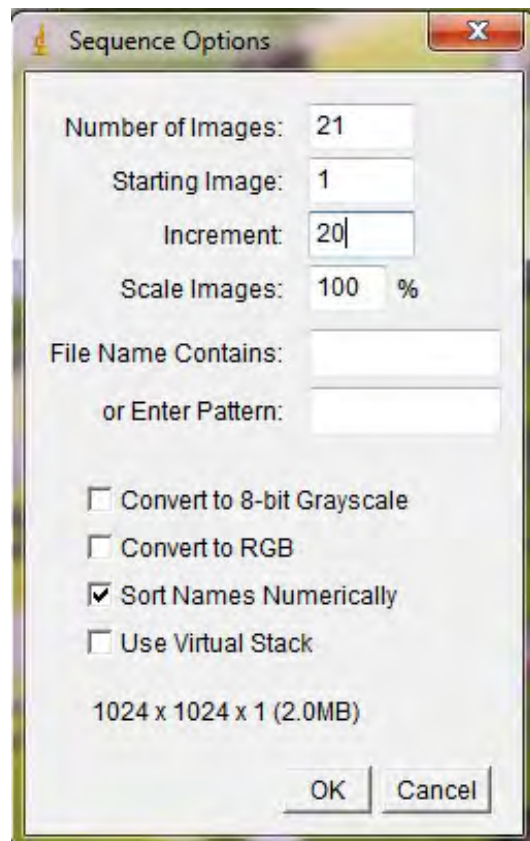 Sequence Options
Number of Images: 21
Starting Image: 1
Increment: 20
Scale Images: 100 %
File Name Contains:
or Enter Pattern:
Convert to 8-bit Grayscale
Convert to RGB
Sort Names Numerically
Use Virtual Stack
1024 x 1024 x 1 (2.0MB)
OK Cancel